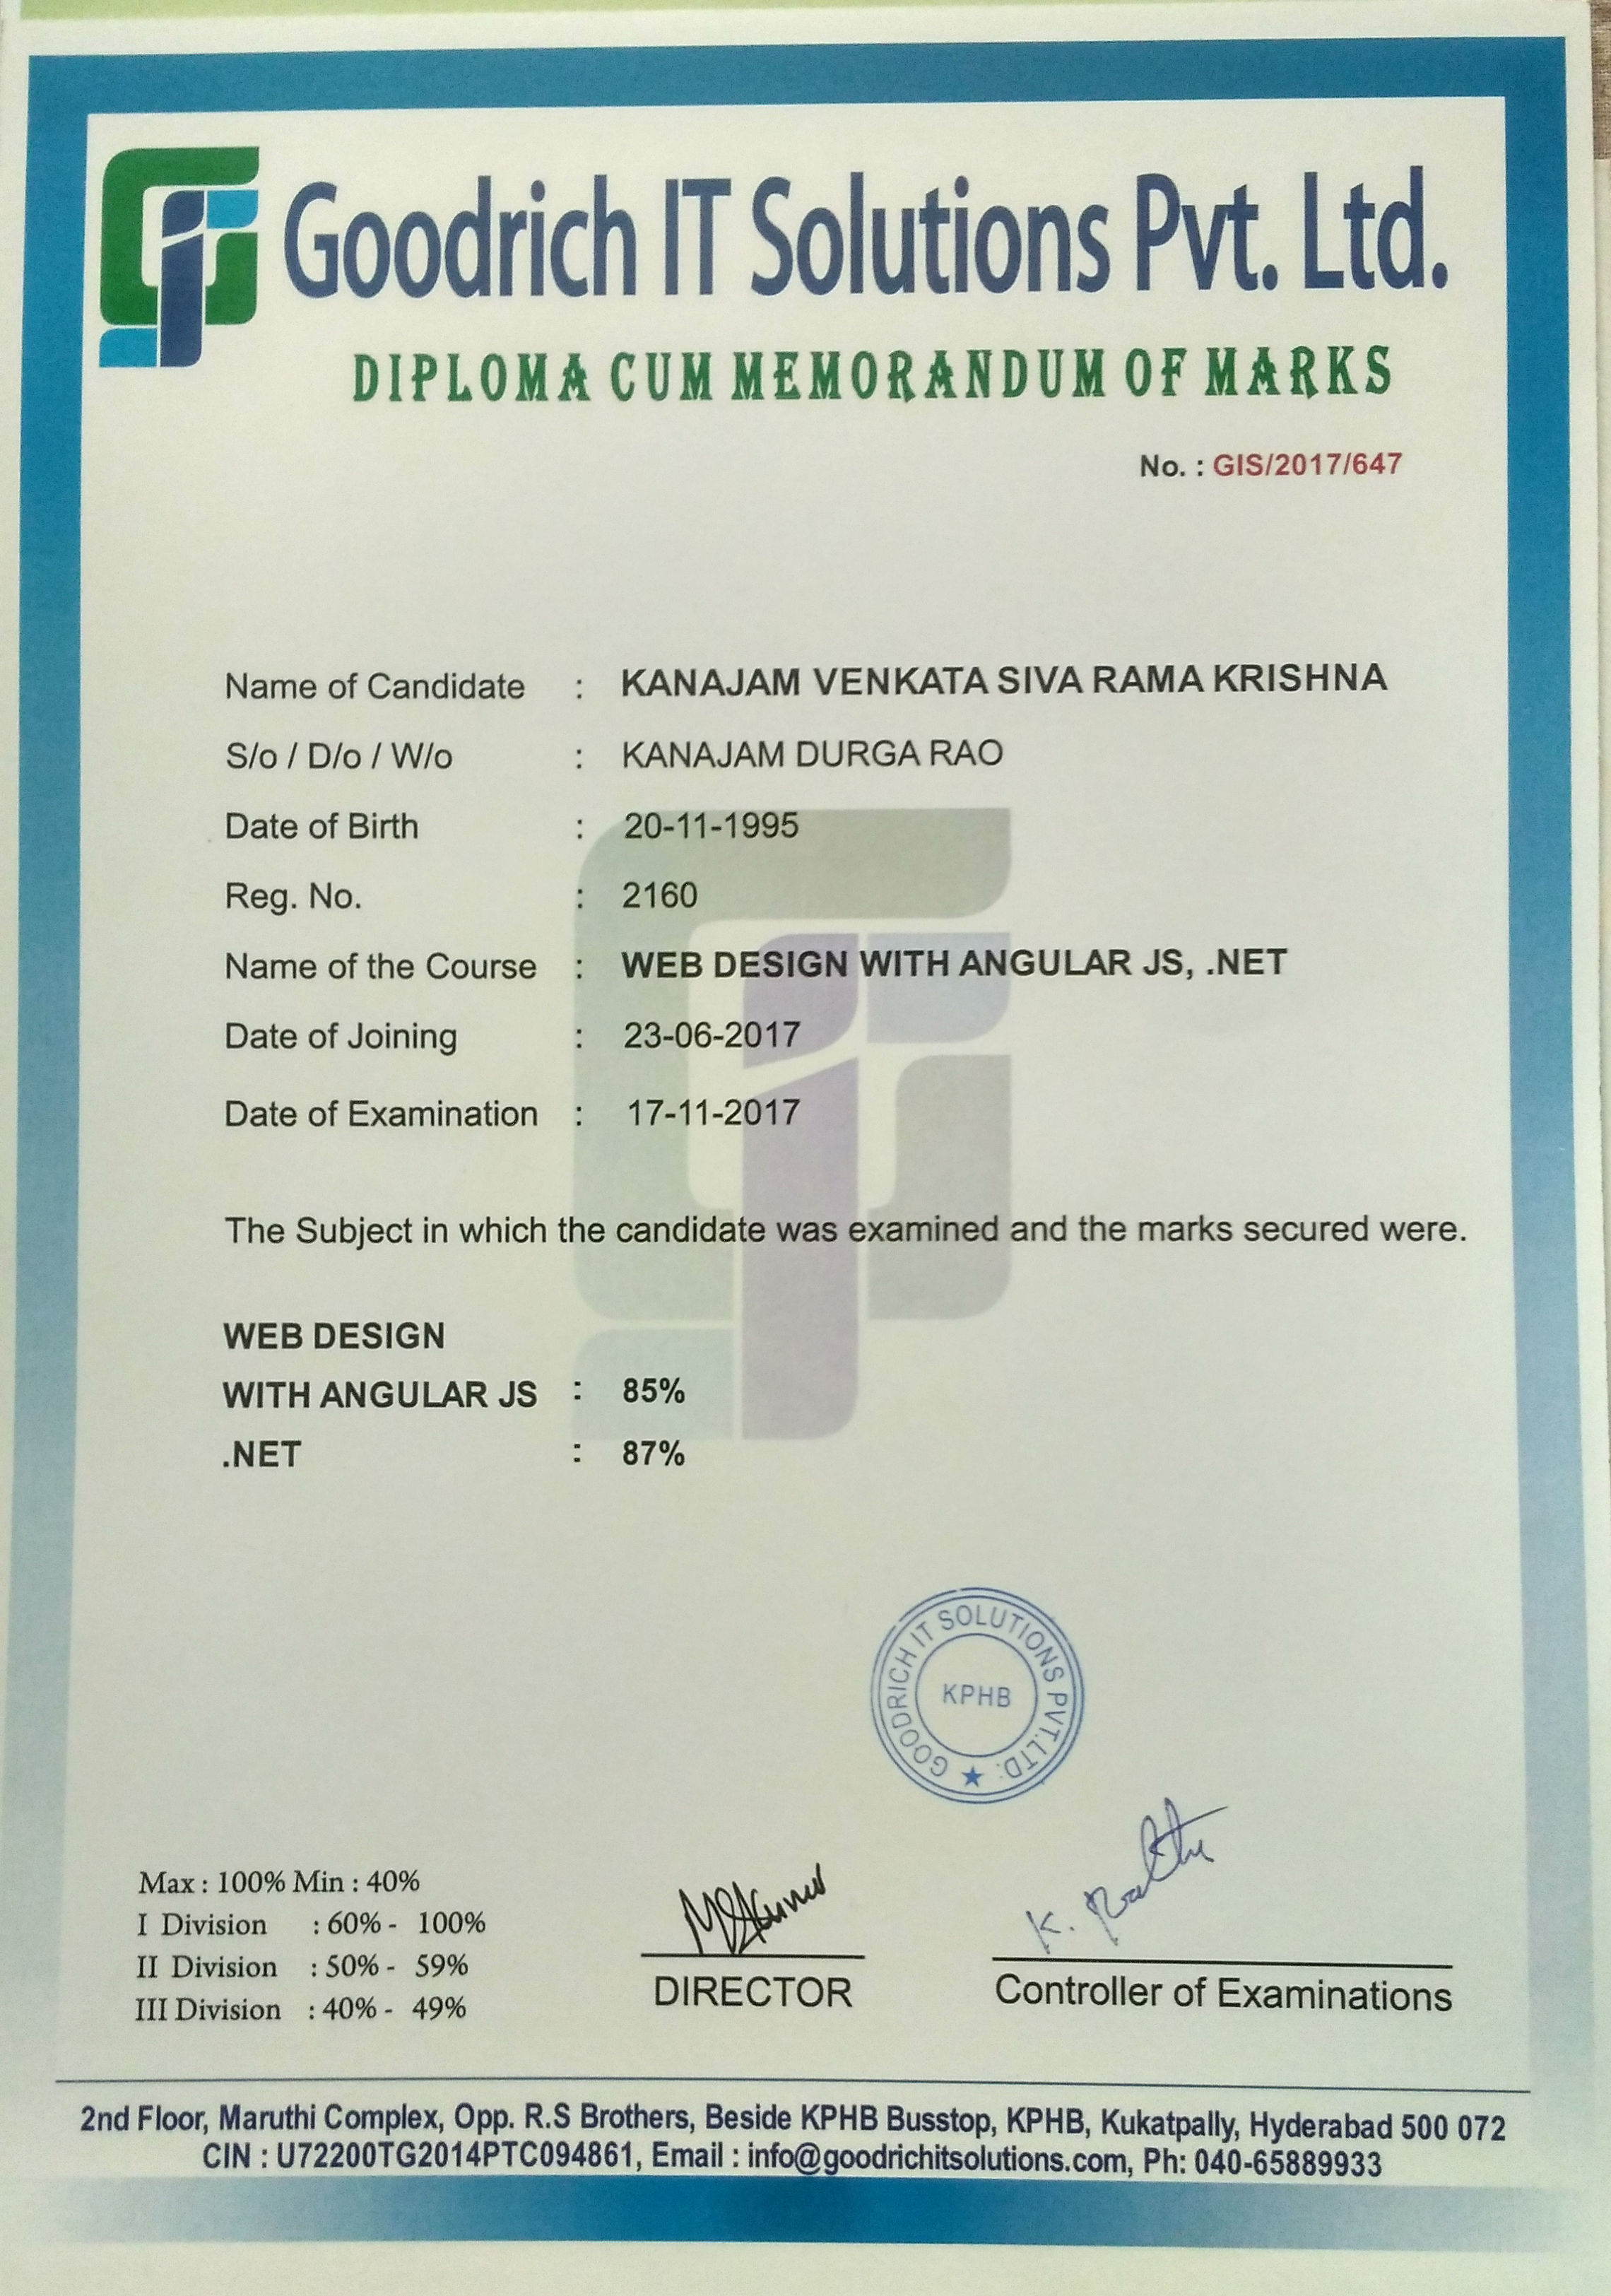 Goodrich IT Solutions Pvt. Ltd.
DIPLOMA CUM MEMORANDUM OF MARKS
No. : GIS/2017/647
Name of Candidate : KANAJAM VENKATA SIVA RAMA KRISHNA
S/o / D/o / W/o : KANAJAM DURGA RAO
Date of Birth : 20-11-1995
Reg. No. : 2160
Name of the Course : WEB DESIGN WITH ANGULAR JS, .NET
Date of Joining : 23-06-2017
Date of Examination : 17-11-2017
The Subject in which the candidate was examined and the marks secured were.
WEB DESIGN
WITH ANGULAR JS : 85%
.NET : 87%
GOODRICH IT SOLUTIONS PVT.LTD.
KPHB
Max : 100% Min : 40%
I Division : 60% - 100%
II Division : 50% - 59%
III Division : 40% - 49%
DIRECTOR
K.
Controller of Examinations
2nd Floor, Maruthi Complex, Opp. R.S Brothers, Beside KPHB Busstop, KPHB, Kukatpally, Hyderabad 500 072
CIN : U72200TG2014PTC094861, Email : info@goodrichitsolutions.com, Ph: 040-65889933